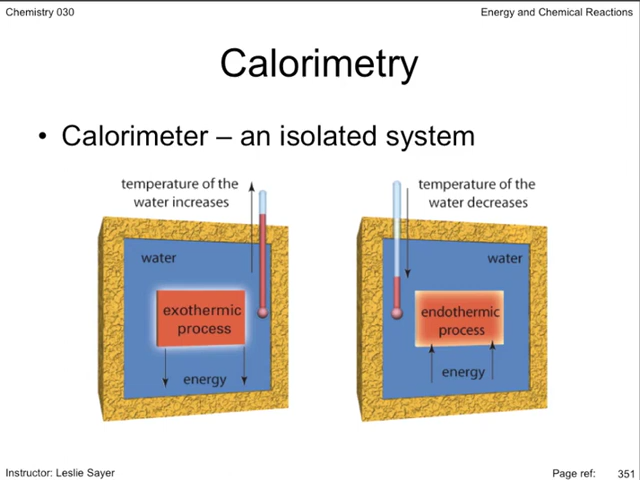 Chemistry 030
Energy and Chemical Reactions
Calorimetry
• Calorimeter – an isolated system
temperature of the
water increases
water
exothermic
process
energy
temperature of the
water decreases
water
endothermic
process
energy
Instructor: Leslie Sayer
Page ref: 351